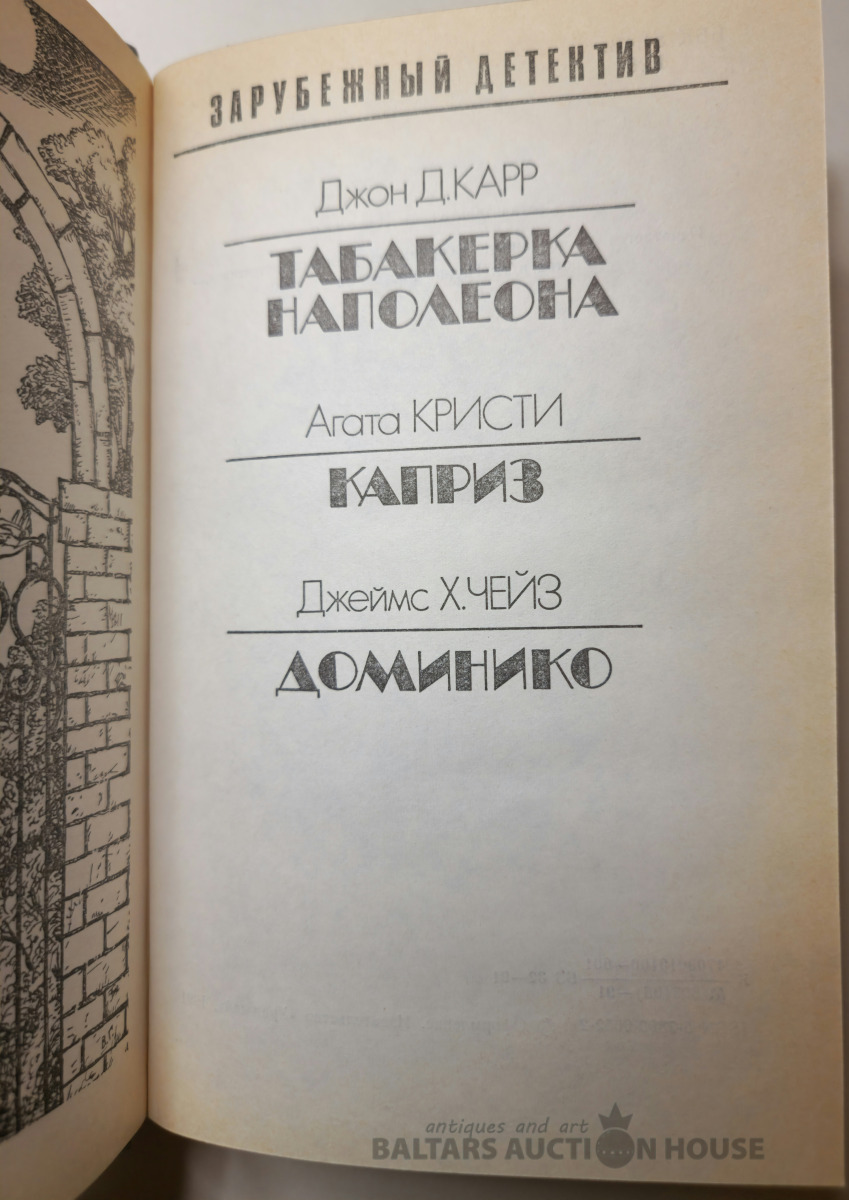 ЗАРУБЕЖНЫЙ ДЕТЕКТИВ
Джон Д.КАРР
ТАБАКЕРКА
НАПОЛЕОНА
Агата КРИСТИ
КАПРИЗ
Джеймс Х.ЧЕЙЗ
ДОМИНИКО
antiques and art
BALTARS AUCTION HOUSE